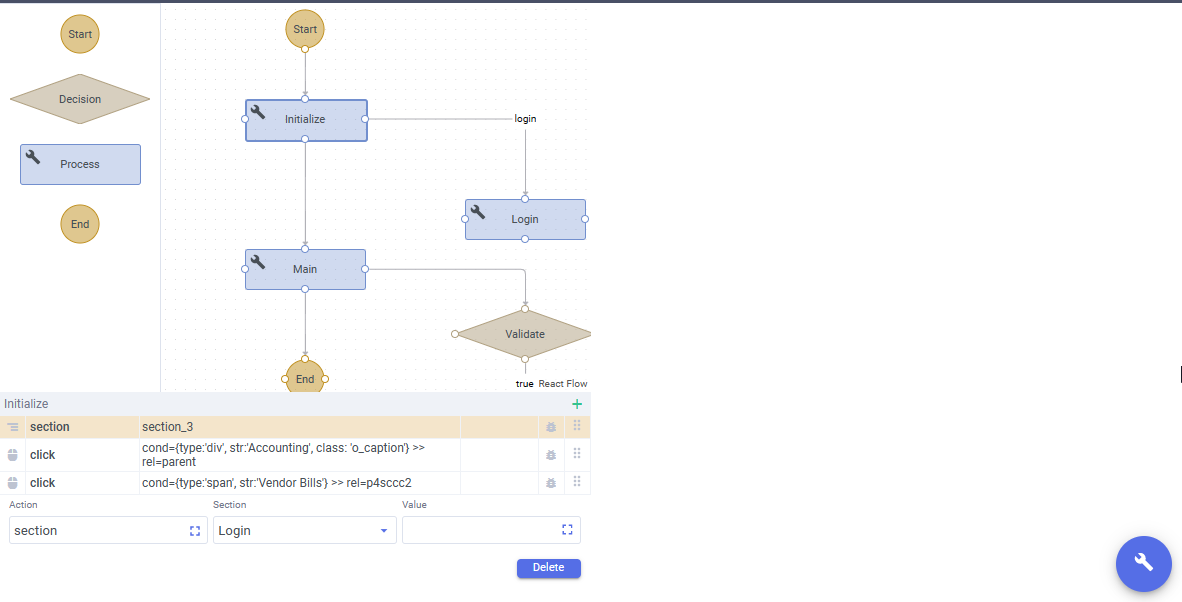 Start
Decision
Process
End
Start
Initialize
login
Login
Main
Validate
End
true
React Flow
Initialize
+
section section_3
click cond={type:'div', str:'Accounting', class: 'o_caption'} >>
rel=parent
click cond={type:'span', str:'Vendor Bills'} >> rel=p4sccc2
Action Section Value
section Login
Delete